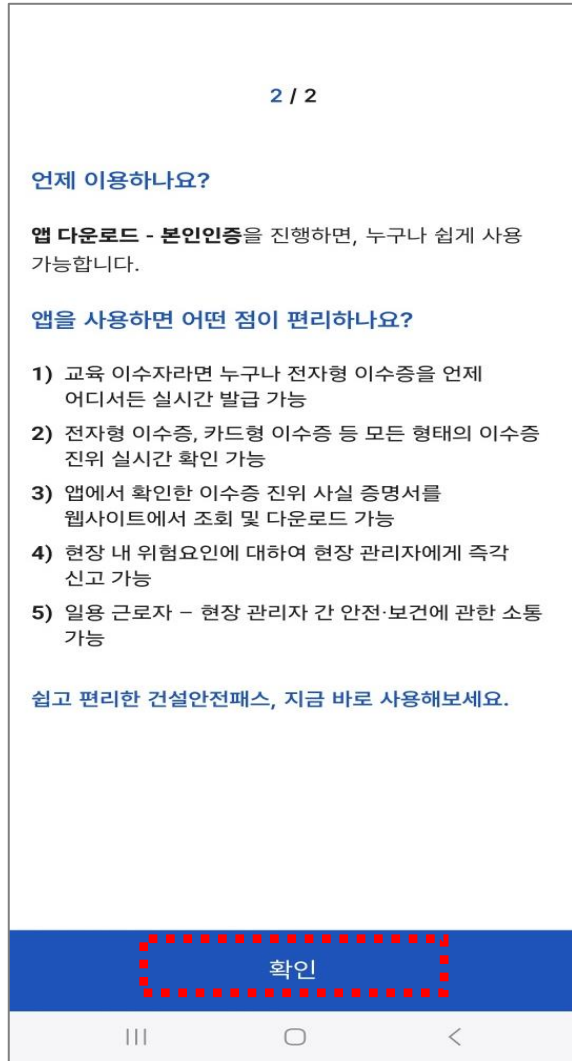 2 / 2
언제 이용하나요?
앱 다운로드 - 본인인증을 진행하면, 누구나 쉽게 사용
가능합니다.
앱을 사용하면 어떤 점이 편리하나요?
1) 교육 이수자라면 누구나 전자형 이수증을 언제
어디서든 실시간 발급 가능
2) 전자형 이수증, 카드형 이수증 등 모든 형태의 이수증
진위 실시간 확인 가능
3) 앱에서 확인한 이수증 진위 사실 증명서를
웹사이트에서 조회 및 다운로드 가능
4) 현장 내 위험요인에 대하여 현장 관리자에게 즉각
신고 가능
5) 일용 근로자 – 현장 관리자 간 안전·보건에 관한 소통
가능
쉽고 편리한 건설안전패스, 지금 바로 사용해보세요.
확인